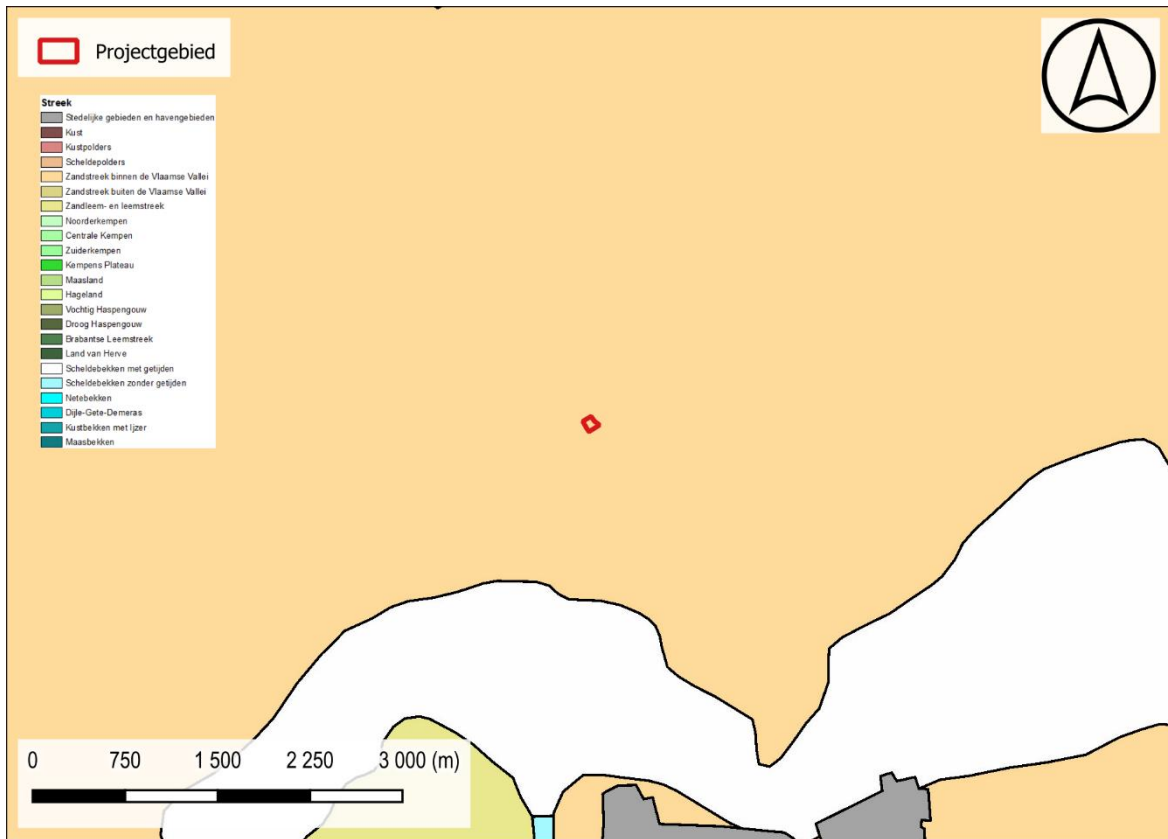 Projectgebied
Streek
Stedelijke gebieden en havengebieden
Kust
Kustpolders
Scheldepolders
Zandstreek binnen de Vlaamse Vallei
Zandstreek buiten de Vlaamse Vallei
Zandleem- en leemstreek
Noorderkempen
Centrale Kempen
Zuiderkempen
Kempens Plateau
Maasland
Hageland
Vochtig Haspengouw
Droog Haspengouw
Brabantse Leemstreek
Land van Herve
Scheldebekken met getijden
Scheldebekken zonder getijden
Netebekken
Dijle-Gete-Demeras
Kustbekken met Ijzer
Maasbekken
0 750 1 500 2 250 3 000 (m)